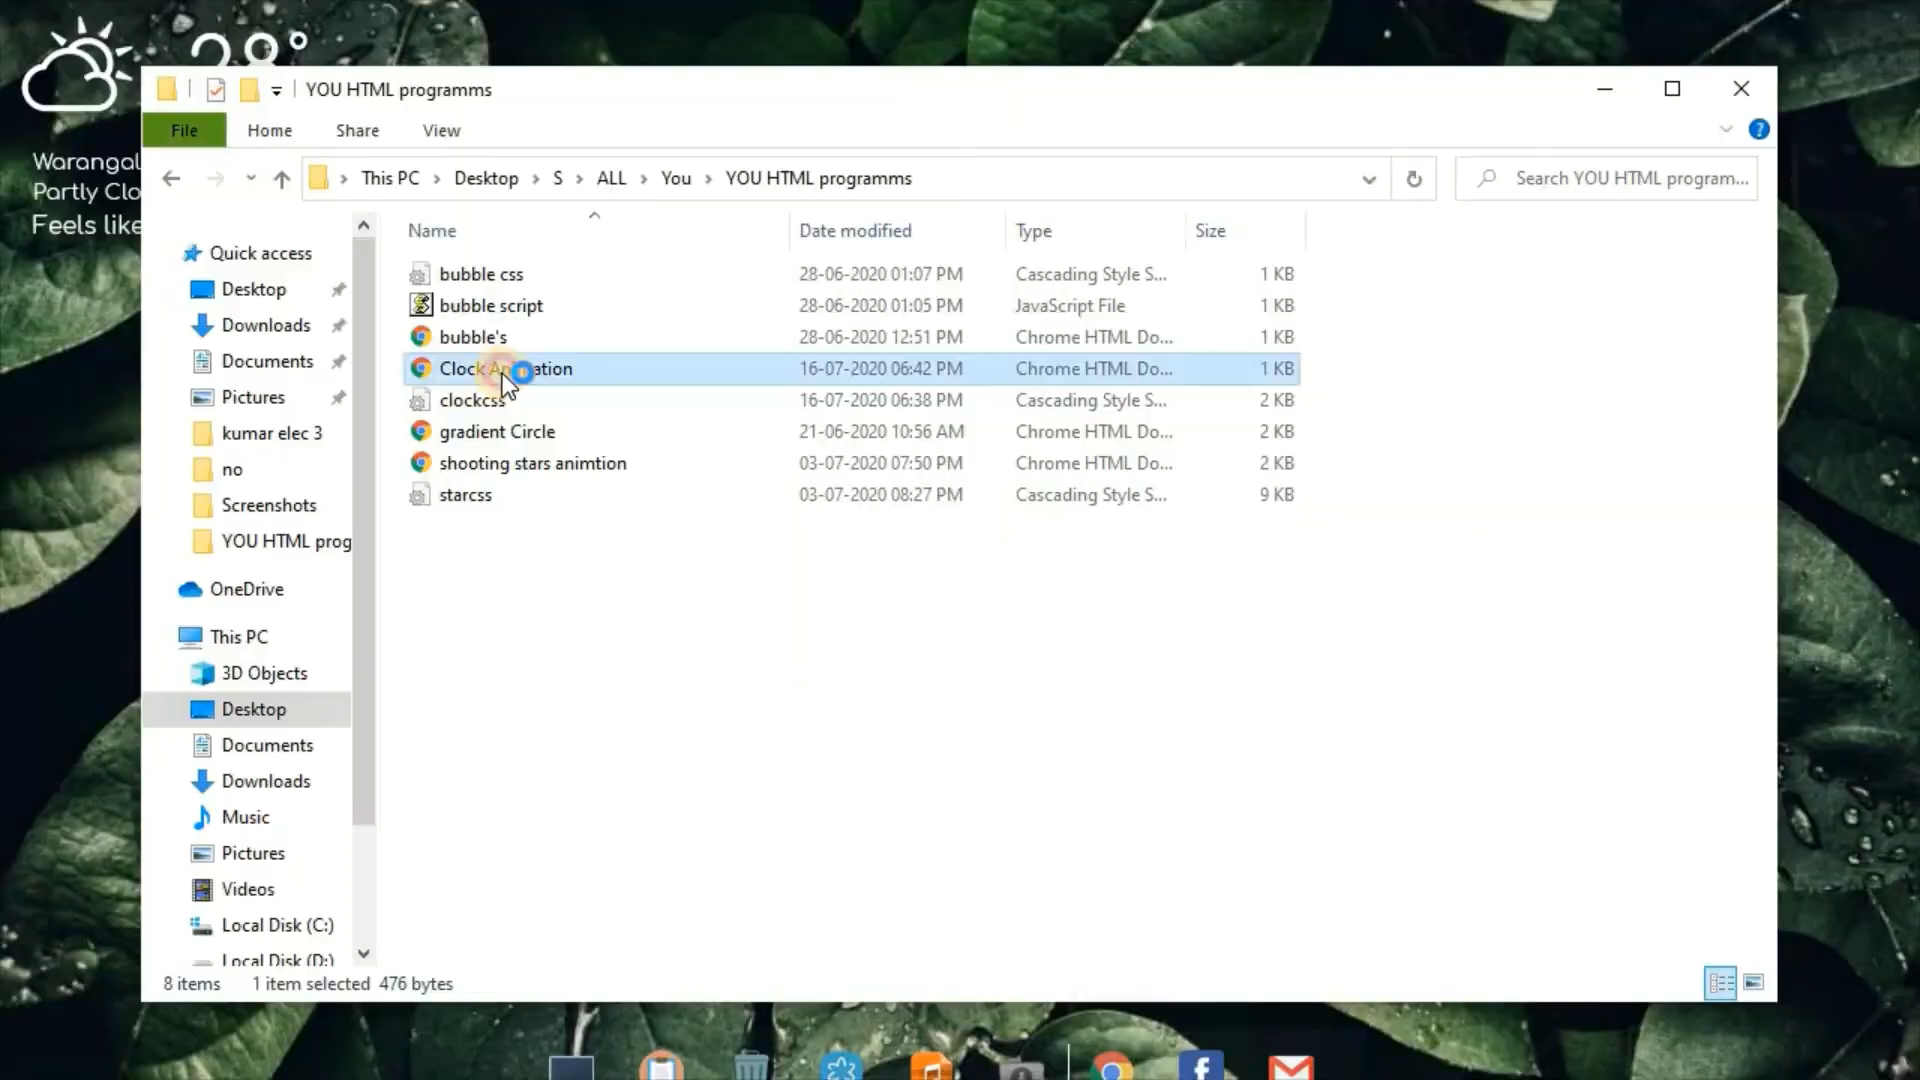 28°
Warangal
Partly Clo
Feels like
YOU HTML programms
File Home Share View
This PC Desktop S ALL You YOU HTML programms
Search YOU HTML program...
Name Date modified Type Size
bubble css 28-06-2020 01:07 PM Cascading Style S... 1 KB
bubble script 28-06-2020 01:05 PM JavaScript File 1 KB
bubble's 28-06-2020 12:51 PM Chrome HTML Do... 1 KB
Clock Animation 16-07-2020 06:42 PM Chrome HTML Do... 1 KB
clockcss 16-07-2020 06:38 PM Cascading Style S... 2 KB
gradient Circle 21-06-2020 10:56 AM Chrome HTML Do... 2 KB
shooting stars animtion 03-07-2020 07:50 PM Chrome HTML Do... 2 KB
starcss 03-07-2020 08:27 PM Cascading Style S... 9 KB
Quick access
Desktop
Downloads
Documents
Pictures
kumar elec 3
no
Screenshots
YOU HTML prog
OneDrive
This PC
3D Objects
Desktop
Documents
Downloads
Music
Pictures
Videos
Local Disk (C:)
Local Disk (D:)
8 items 1 item selected 476 bytes